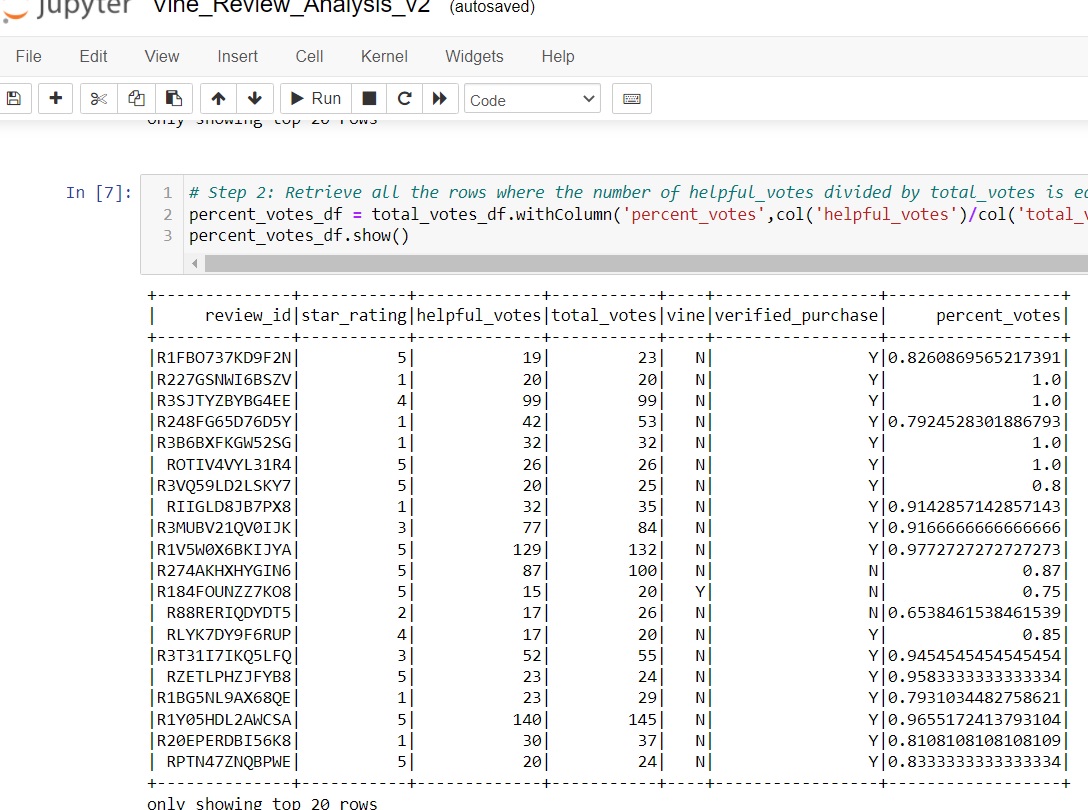 jupyter Vine_Review_Analysis_v2 (autosaved)
File Edit View Insert Cell Kernel Widgets Help
Run Code
only showing top 20 rows
In [7]: 1 # Step 2: Retrieve all the rows where the number of helpful_votes divided by total_votes is
2 percent_votes_df = total_votes_df.withColumn('percent_votes',col('helpful_votes')/col('total_
3 percent_votes_df.show()
+--------------+-----------+-------------+-----------+----+-----------------+------------------+
|     review_id|star_rating|helpful_votes|total_votes|vine|verified_purchase|     percent_votes|
+--------------+-----------+-------------+-----------+----+-----------------+------------------+
|R1FBO737KD9F2N|          5|           19|         23|   N|                Y|0.8260869565217391|
|R227GSNWI6BSZV|          1|           20|         20|   N|                Y|               1.0|
|R3SJTYZBYBG4EE|          4|           99|         99|   N|                Y|               1.0|
|R248FG65D76D5Y|          1|           42|         53|   N|                Y|0.7924528301886793|
|R3B6BXFKGW52SG|          1|           32|         32|   N|                Y|               1.0|
| ROTIV4VYL31R4|          5|           26|         26|   N|                Y|               1.0|
|R3VQ59LD2LSKY7|          5|           20|         25|   N|                Y|               0.8|
| RIIGLD8JB7PX8|          1|           32|         35|   N|                Y|0.9142857142857143|
|R3MUBV21QV0IJK|          3|           77|         84|   N|                Y|0.9166666666666666|
|R1V5W0X6BKIJYA|          5|          129|        132|   N|                Y|0.9772727272727273|
|R274AKHXHYGIN6|          5|           87|        100|   N|                N|              0.87|
|R184FOUNZZ7KO8|          5|           15|         20|   Y|                N|              0.75|
| R88RERIQDYDT5|          2|           17|         26|   N|                N|0.6538461538461539|
| RLYK7DY9F6RUP|          4|           17|         20|   N|                Y|              0.85|
|R3T31I7IKQ5LFQ|          3|           52|         55|   N|                Y|0.9454545454545454|
| RZETLPHZJFYB8|          5|           23|         24|   N|                Y|0.9583333333333334|
|R1BG5NL9AX68QE|          1|           23|         29|   N|                Y|0.7931034482758621|
|R1Y05HDL2AWCSA|          5|          140|        145|   N|                Y|0.9655172413793104|
|R20EPERDBI56K8|          1|           30|         37|   N|                Y|0.8108108108108109|
| RPTN47ZNQBPWE|          5|           20|         24|   N|                Y|0.8333333333333334|
+--------------+-----------+-------------+-----------+----+-----------------+------------------+
only showing top 20 rows